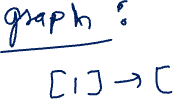 graph :
[1] → [